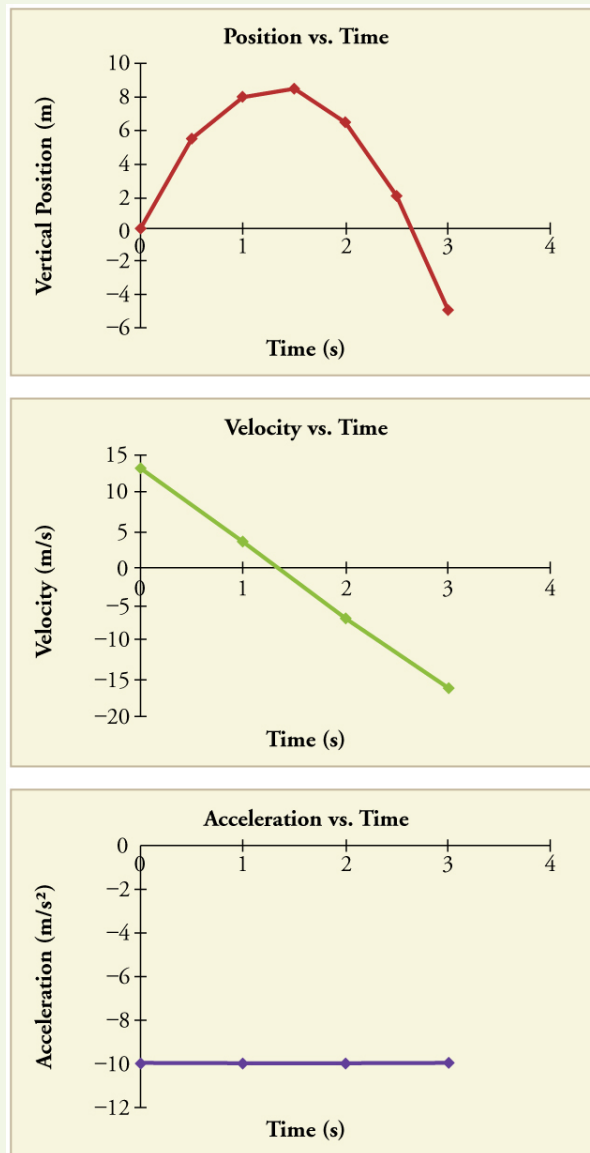 Position vs. Time
Vertical Position (m)
10
8
6
4
2
0
−2
−4
−6
0 1 2 3 4
Time (s)
Velocity vs. Time
Velocity (m/s)
15
10
5
0
−5
−10
−15
−20
0 1 2 3 4
Time (s)
Acceleration vs. Time
Acceleration (m/s²)
0
−2
−4
−6
−8
−10
−12
0 1 2 3 4
Time (s)